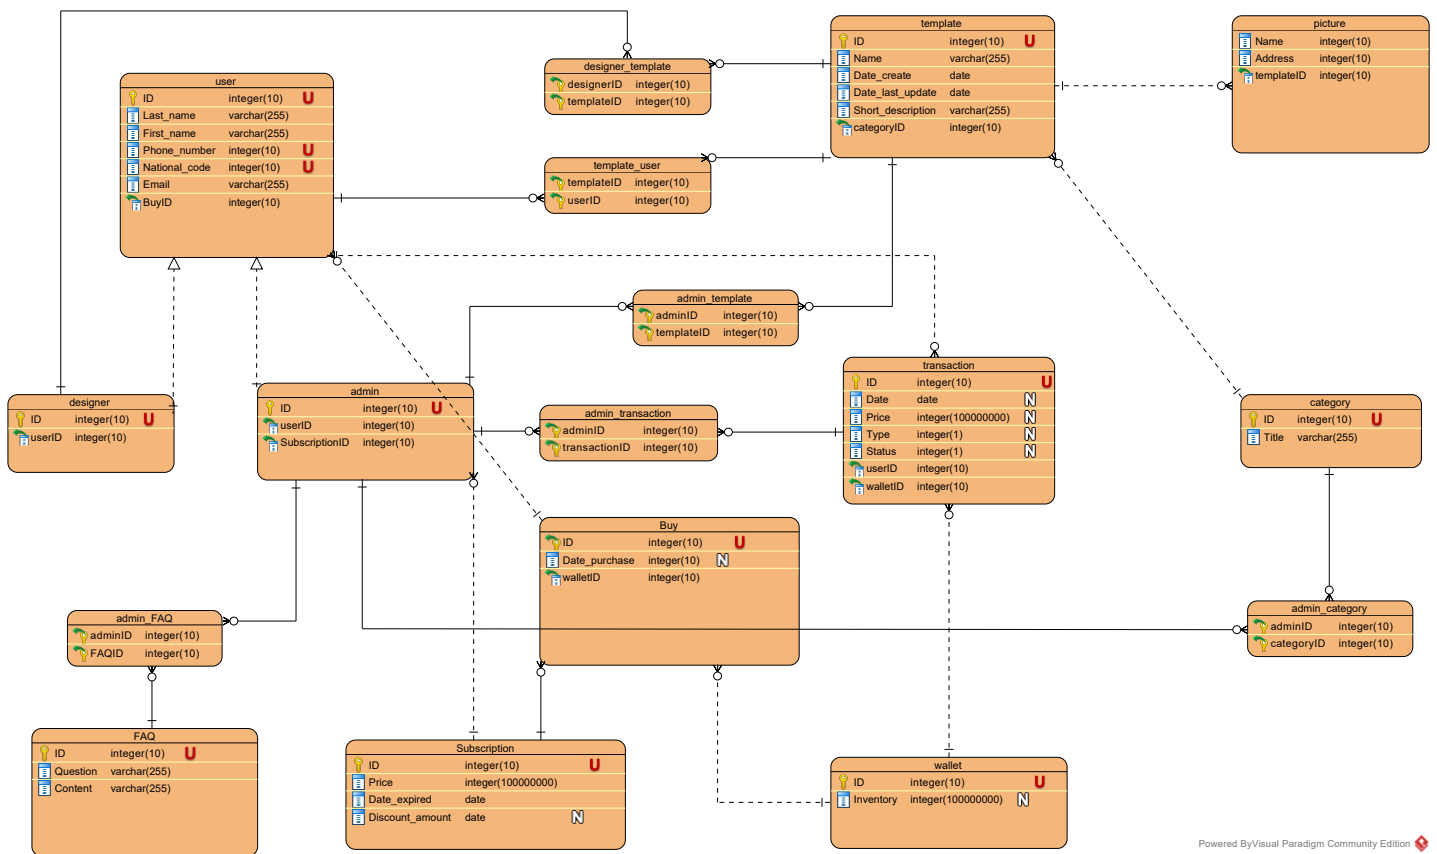 template
ID integer(10) U
Name varchar(255)
Date_create date
Date_last_update date
Short_description varchar(255)
categoryID integer(10)
picture
Name integer(10)
Address integer(10)
templateID integer(10)
designer_template
designerID integer(10)
templateID integer(10)
user
ID integer(10) U
Last_name varchar(255)
First_name varchar(255)
Phone_number integer(10) U
National_code integer(10) U
Email varchar(255)
BuyID integer(10)
template_user
templateID integer(10)
userID integer(10)
admin_template
adminID integer(10)
templateID integer(10)
transaction
ID integer(10) U
Date date N
Price integer(100000000) N
Type integer(1) N
Status integer(1) N
userID integer(10)
walletID integer(10)
designer
ID integer(10) U
userID integer(10)
admin
ID integer(10) U
userID integer(10)
SubscriptionID integer(10)
admin_transaction
adminID integer(10)
transactionID integer(10)
category
ID integer(10) U
Title varchar(255)
Buy
ID integer(10) U
Date_purchase integer(10) N
walletID integer(10)
admin_FAQ
adminID integer(10)
FAQID integer(10)
admin_category
adminID integer(10)
categoryID integer(10)
FAQ
ID integer(10) U
Question varchar(255)
Content varchar(255)
Subscription
ID integer(10) U
Price integer(100000000)
Date_expired date
Discount_amount date N
wallet
ID integer(10) U
Inventory integer(100000000) N
Powered ByVisual Paradigm Community Edition